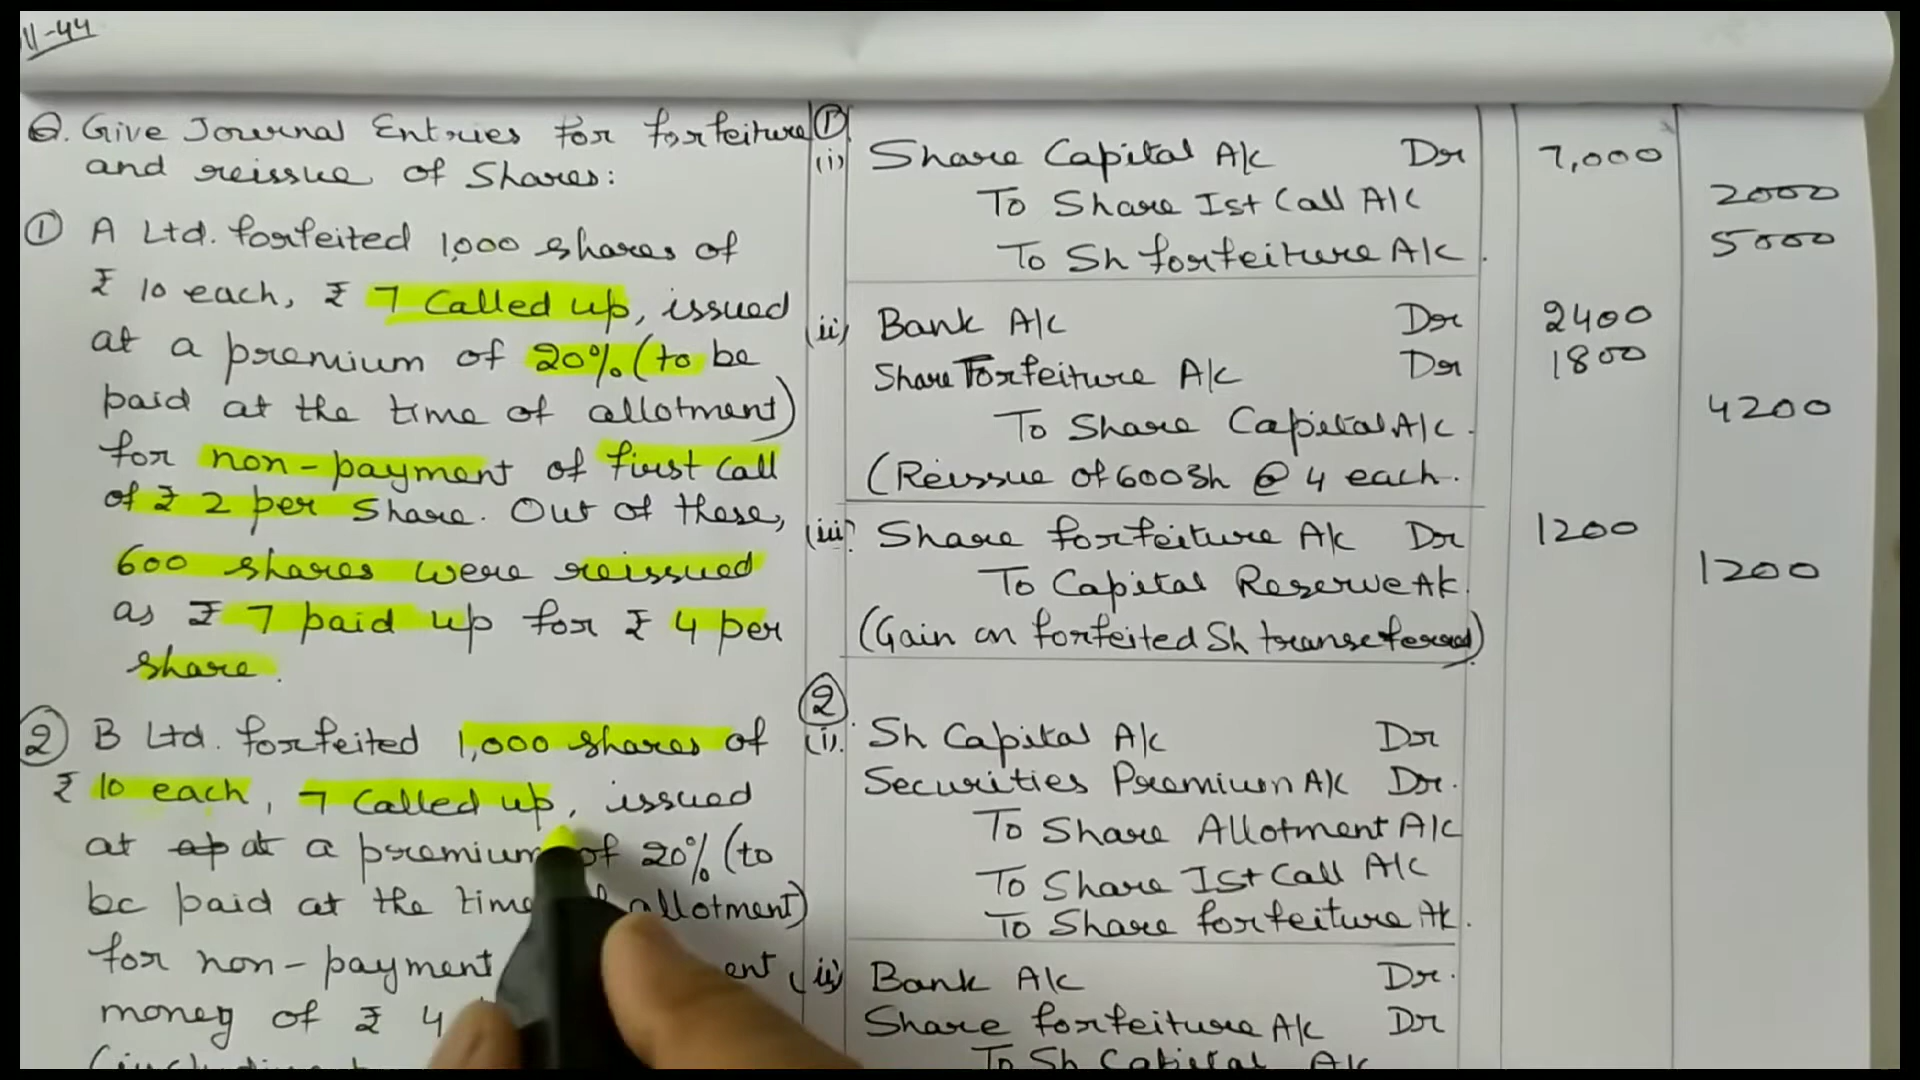 11-44
Q. Give Journal Entries for forfeiture
and reissue of Shares:
① A Ltd. forfeited 1,000 shares of
₹ 10 each, ₹ 7 Called up, issued
at a premium of 20% (to be
paid at the time of allotment)
for non-payment of first Call
of ₹ 2 per Share. Out of these,
600 shares were reissued
as ₹ 7 paid up for ₹ 4 per
share.
② B Ltd. forfeited 1,000 shares of
₹ 10 each, 7 Called up, issued
at a premium of 20% (to
be paid at the time allotment)
for non-payment ent
money of ₹ 4
①
(i) Share Capital A/c Dr 7,000
To Share Ist Call A/c 2000
To Sh forfeiture A/c. 5000
(ii) Bank A/c Dr 2400
Share Forfeiture A/c Dr 1800
To Share Capital A/c. 4200
(Reissue of 600 Sh @ 4 each.
(iii) Share forfeiture A/c Dr 1200
To Capital Reserve Ac. 1200
(Gain on forfeited Sh transferred)
②
(i). Sh Capital A/c Dr
Securities Premium A/c Dr.
To Share Allotment A/c
To Share Ist Call A/c
To Share forfeiture Ac.
(ii) Bank A/c Dr.
Share forfeiture A/c Dr
To Sh Capital A/c